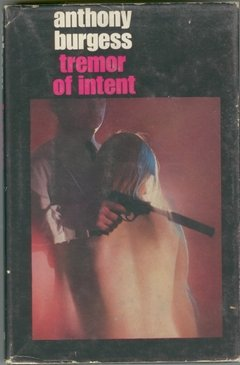 anthony
burgess
tremor
of intent